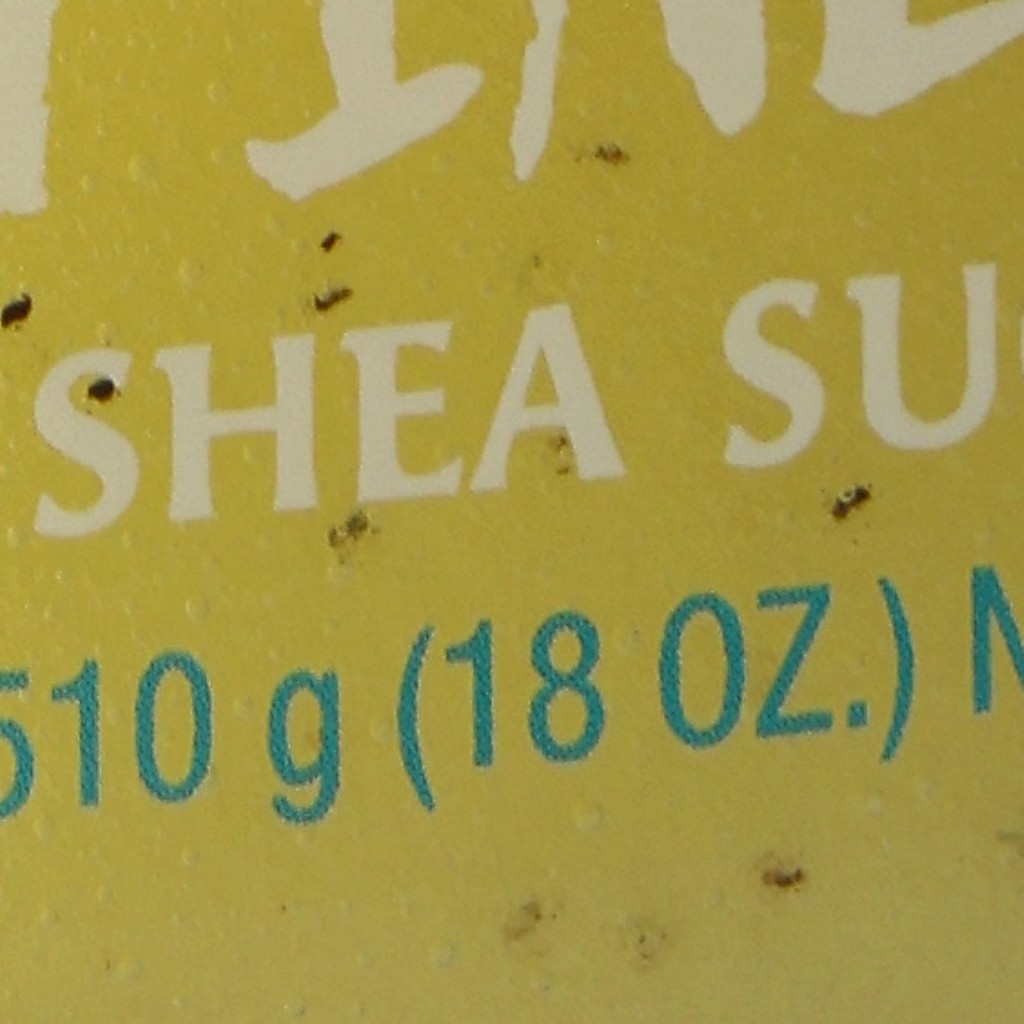 SHEA SU
510 g (18 OZ.) N